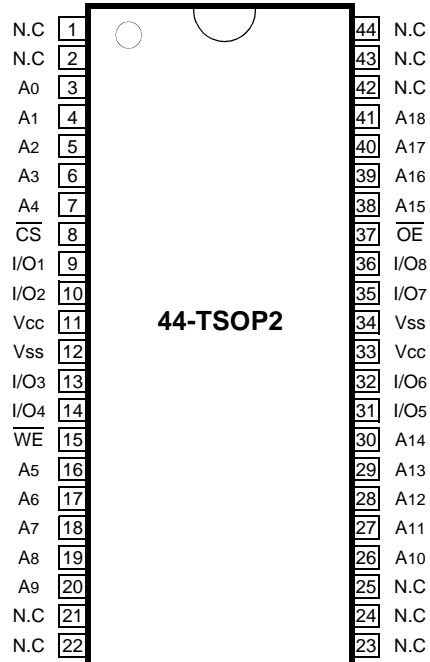 N.C 1 44 N.C
N.C 2 43 N.C
A0 3 42 N.C
A1 4 41 A18
A2 5 40 A17
A3 6 39 A16
A4 7 38 A15
C̅S̅ 8 37 O̅E̅
I/O1 9 36 I/O8
I/O2 10 35 I/O7
Vcc 11 34 Vss
44-TSOP2
Vss 12 33 Vcc
I/O3 13 32 I/O6
I/O4 14 31 I/O5
W̅E̅ 15 30 A14
A5 16 29 A13
A6 17 28 A12
A7 18 27 A11
A8 19 26 A10
A9 20 25 N.C
N.C 21 24 N.C
N.C 22 23 N.C